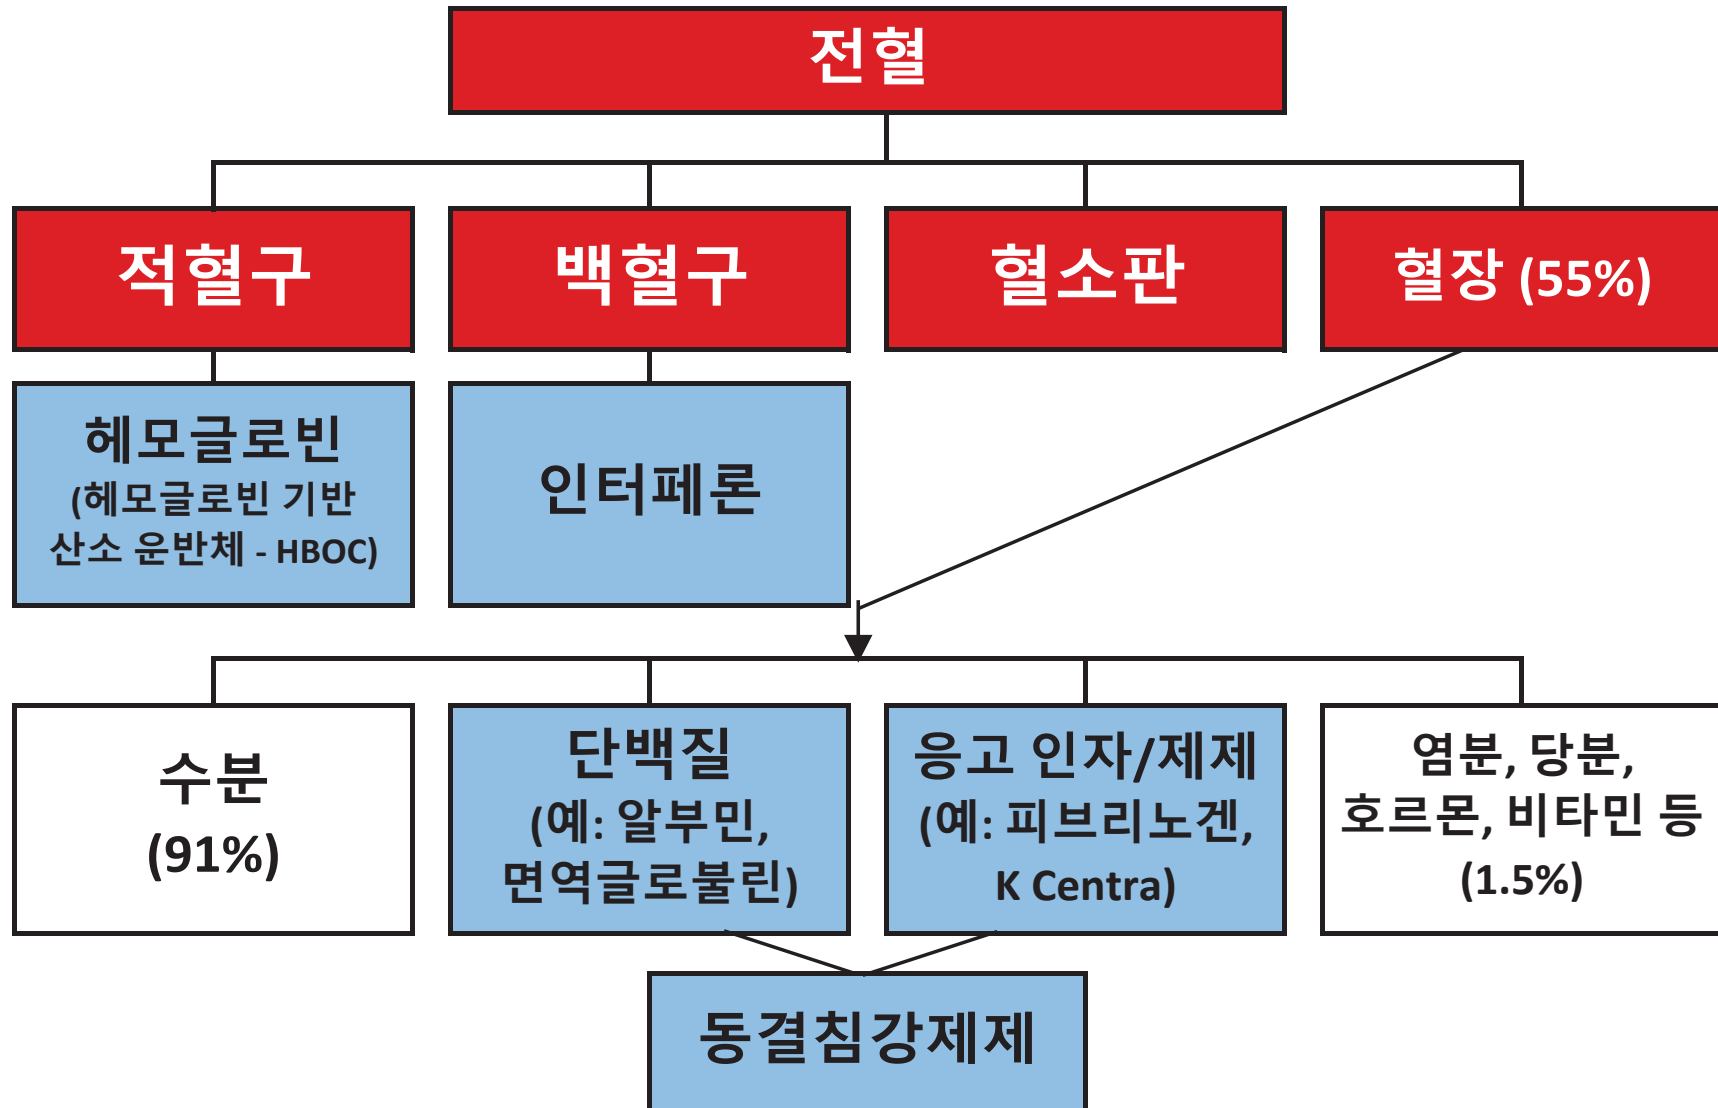 전혈
적혈구
백혈구
혈소판
혈장 (55%)
헤모글로빈
(헤모글로빈 기반
산소 운반체 - HBOC)
인터페론
수분
(91%)
단백질
(예: 알부민,
면역글로불린)
응고 인자/제제
(예: 피브리노겐,
K Centra)
염분, 당분,
호르몬, 비타민 등
(1.5%)
동결침강제제